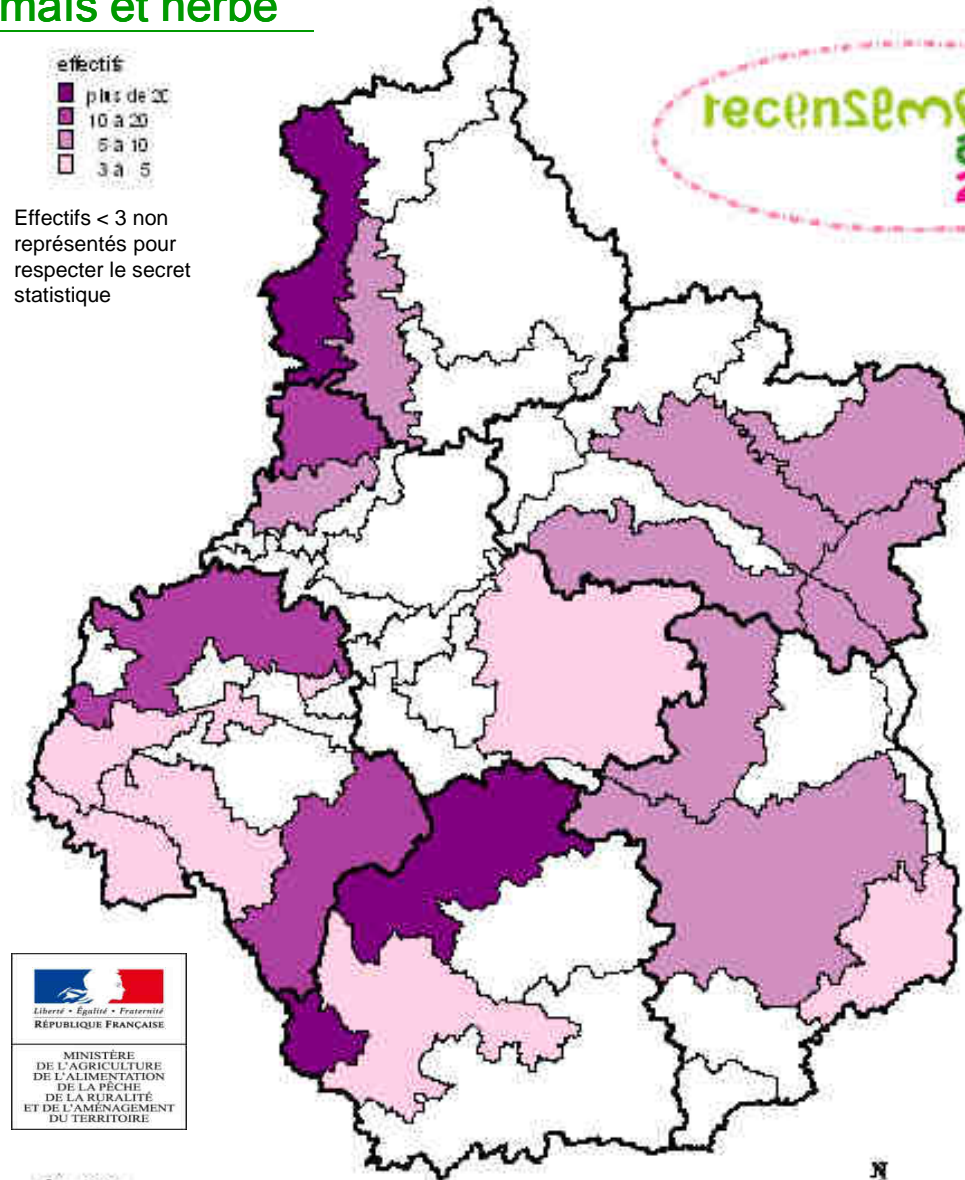 maïs et herbe
effectifs
plus de 20
10 à 20
5 à 10
3 à 5
Effectifs < 3 non
représentés pour
respecter le secret
statistique
Liberté • Égalité • Fraternité
RÉPUBLIQUE FRANÇAISE
MINISTÈRE
DE L'AGRICULTURE
DE L'ALIMENTATION
DE LA PÊCHE
DE LA RURALITÉ
ET DE L'AMÉNAGEMENT
DU TERRITOIRE
N